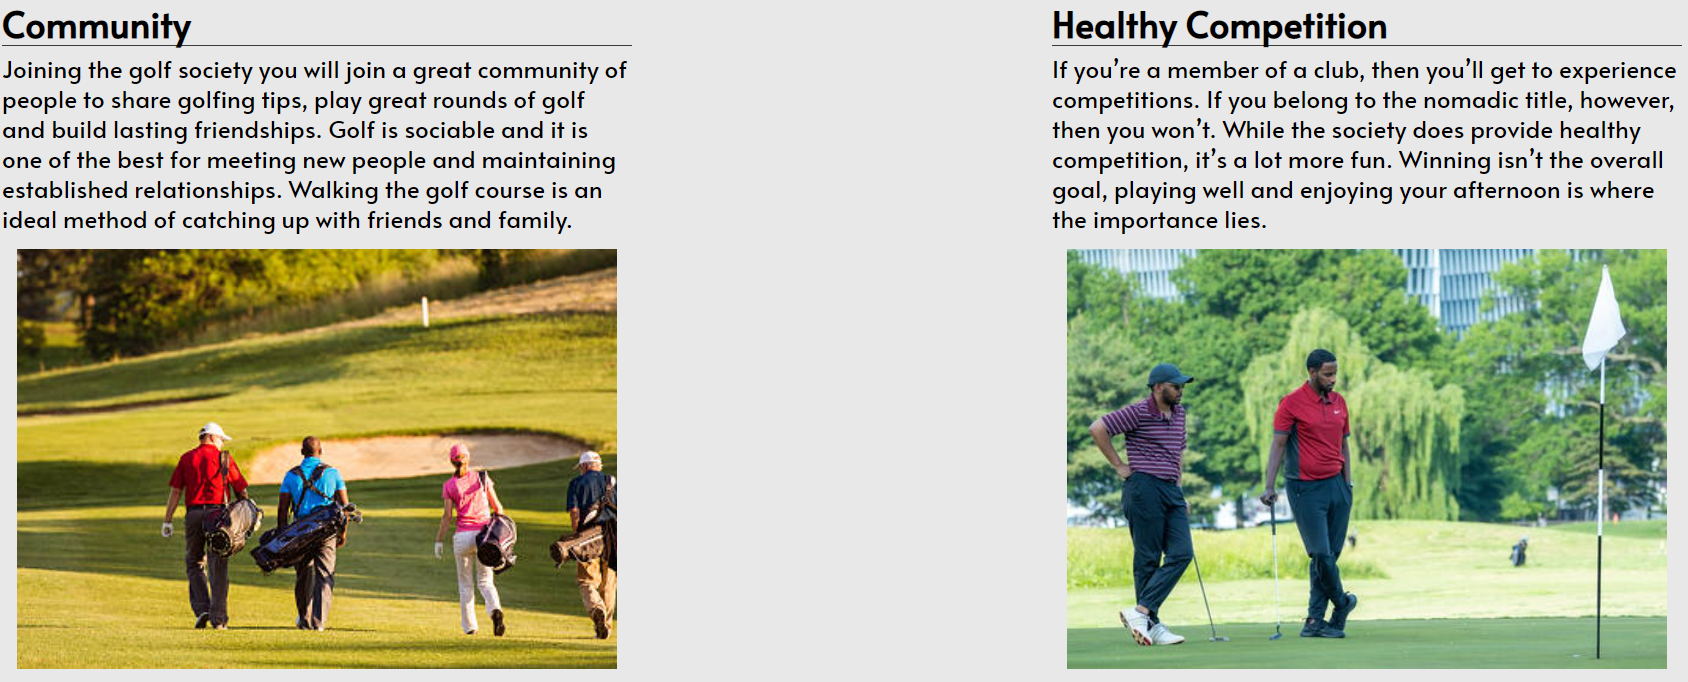 Community
Joining the golf society you will join a great community of
people to share golfing tips, play great rounds of golf
and build lasting friendships. Golf is sociable and it is
one of the best for meeting new people and maintaining
established relationships. Walking the golf course is an
ideal method of catching up with friends and family.
Healthy Competition
If you’re a member of a club, then you’ll get to experience
competitions. If you belong to the nomadic title, however,
then you won’t. While the society does provide healthy
competition, it’s a lot more fun. Winning isn’t the overall
goal, playing well and enjoying your afternoon is where
the importance lies.